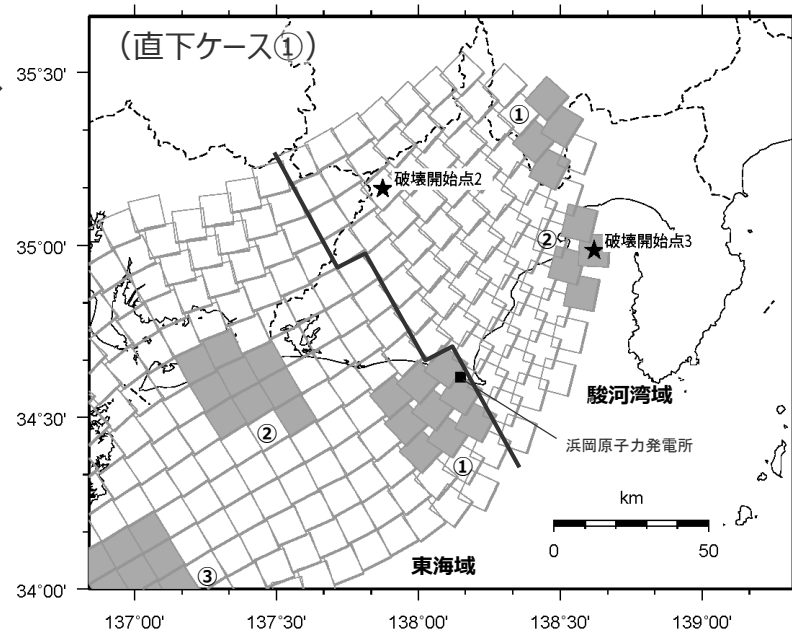 （直下ケース①）
35°30'
①
破壊開始点2
35°00'
②
破壊開始点3
駿河湾域
34°30'
②
浜岡原子力発電所
①
km
0
50
東海域
③
34°00'
137°00'
137°30'
138°00'
138°30'
139°00'